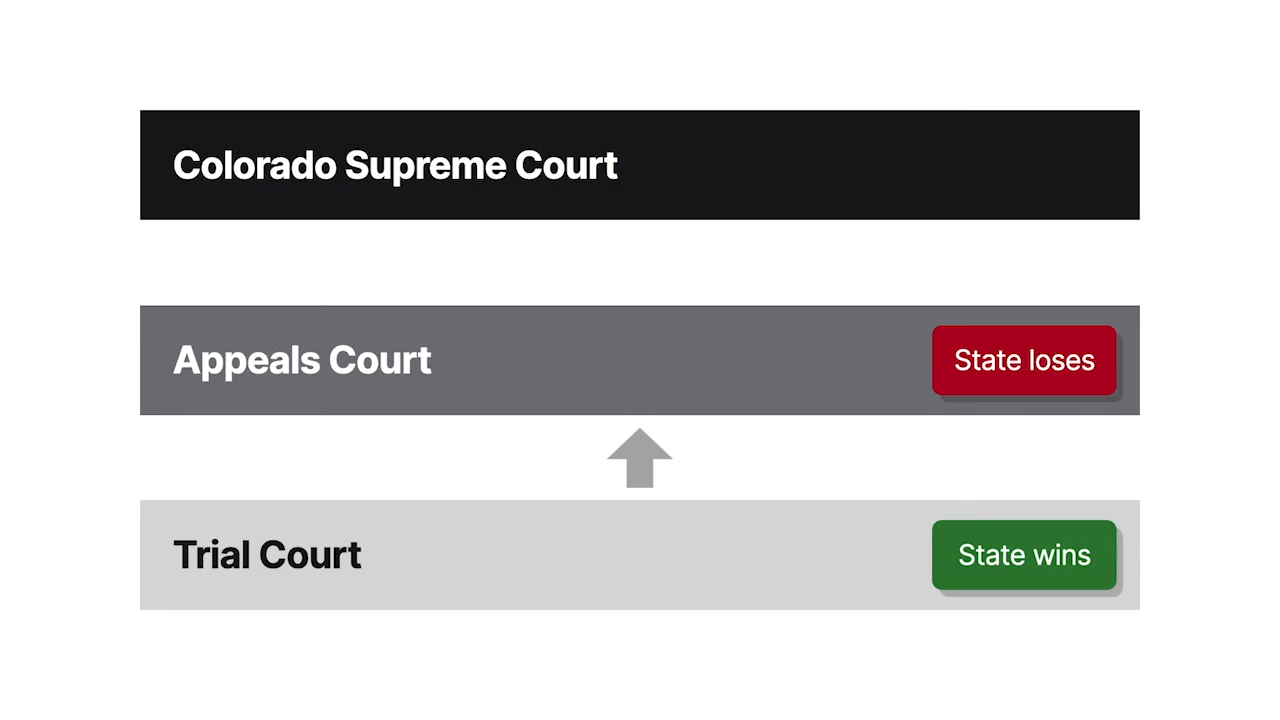 Colorado Supreme Court
Appeals Court
State loses
Trial Court
State wins